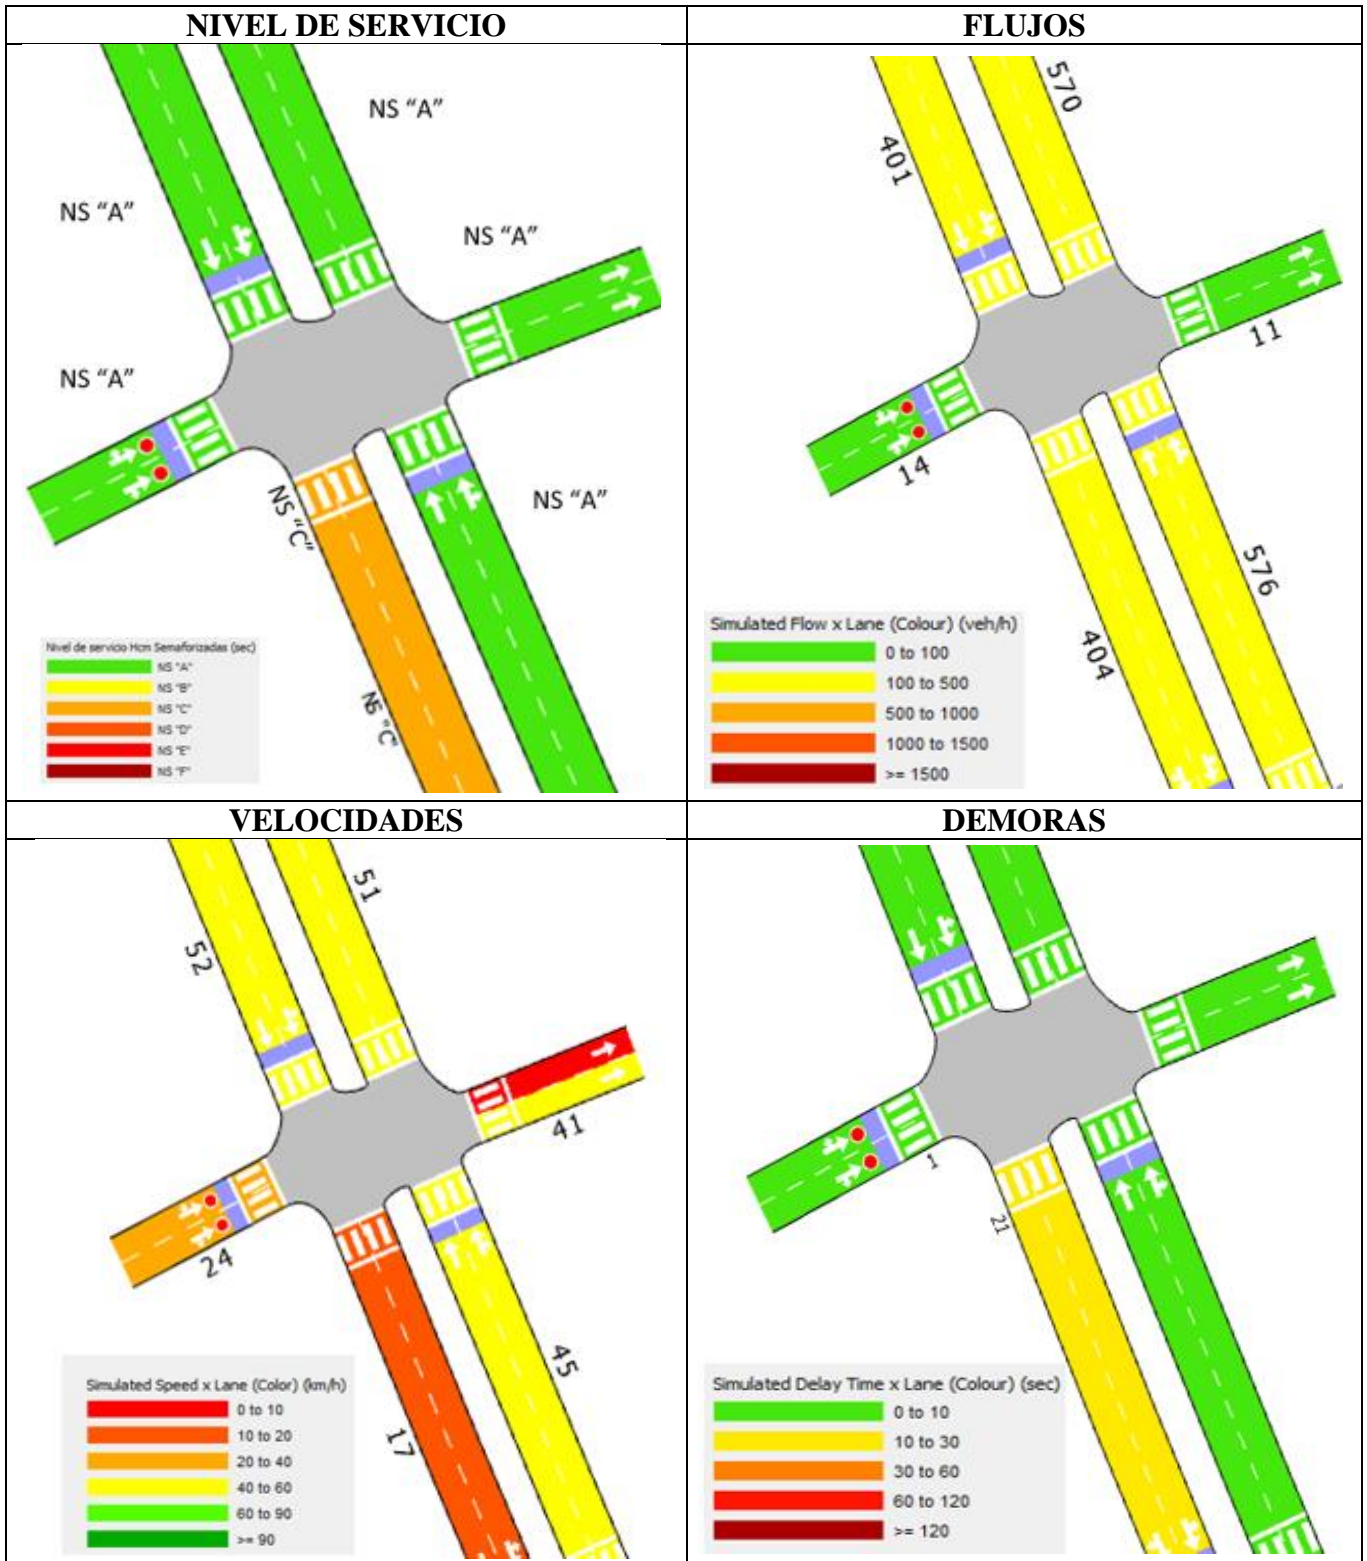 NIVEL DE SERVICIO
NS “A”
NS “A”
NS “A”
NS “A”
NS “A”
NS “C”
NS “C”
Nivel de servicio Hcm Semaforizadas (sec)
NS "A"
NS "B"
NS "C"
NS "D"
NS "E"
NS "F"
FLUJOS
570
401
11
14
576
404
Simulated Flow x Lane (Colour) (veh/h)
0 to 100
100 to 500
500 to 1000
1000 to 1500
>= 1500
VELOCIDADES
51
52
41
24
45
17
Simulated Speed x Lane (Color) (km/h)
0 to 10
10 to 20
20 to 40
40 to 60
60 to 90
>= 90
DEMORAS
1
21
Simulated Delay Time x Lane (Colour) (sec)
0 to 10
10 to 30
30 to 60
60 to 120
>= 120